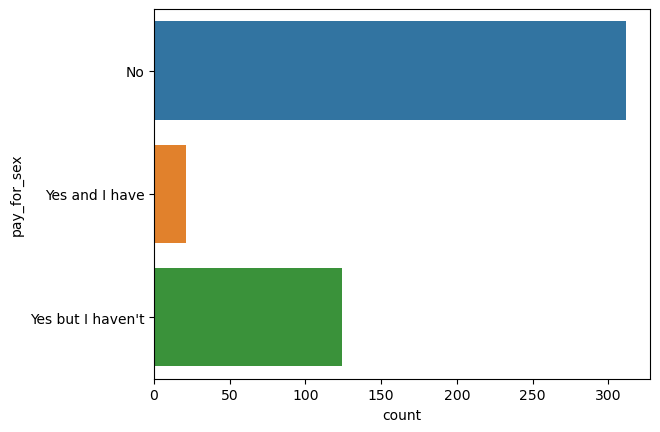 No
Yes and I have
Yes but I haven't
pay_for_sex
0 50 100 150 200 250 300
count